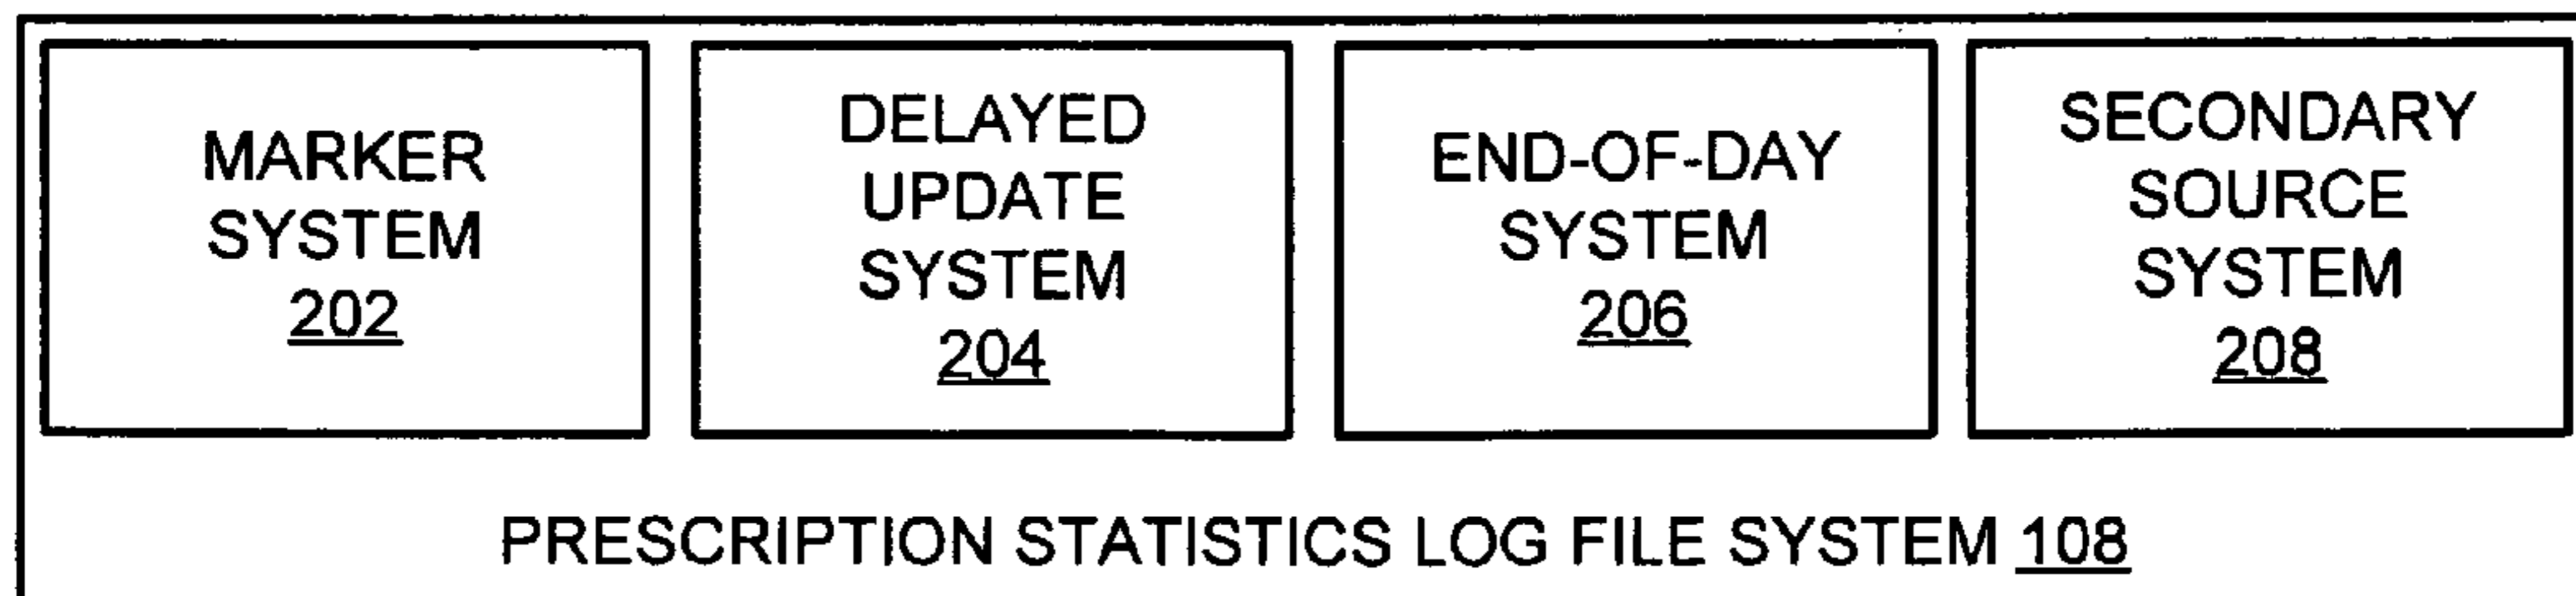 MARKER
SYSTEM
202
DELAYED
UPDATE
SYSTEM
204
END-OF-DAY
SYSTEM
206
SECONDARY
SOURCE
SYSTEM
208
PRESCRIPTION STATISTICS LOG FILE SYSTEM 108